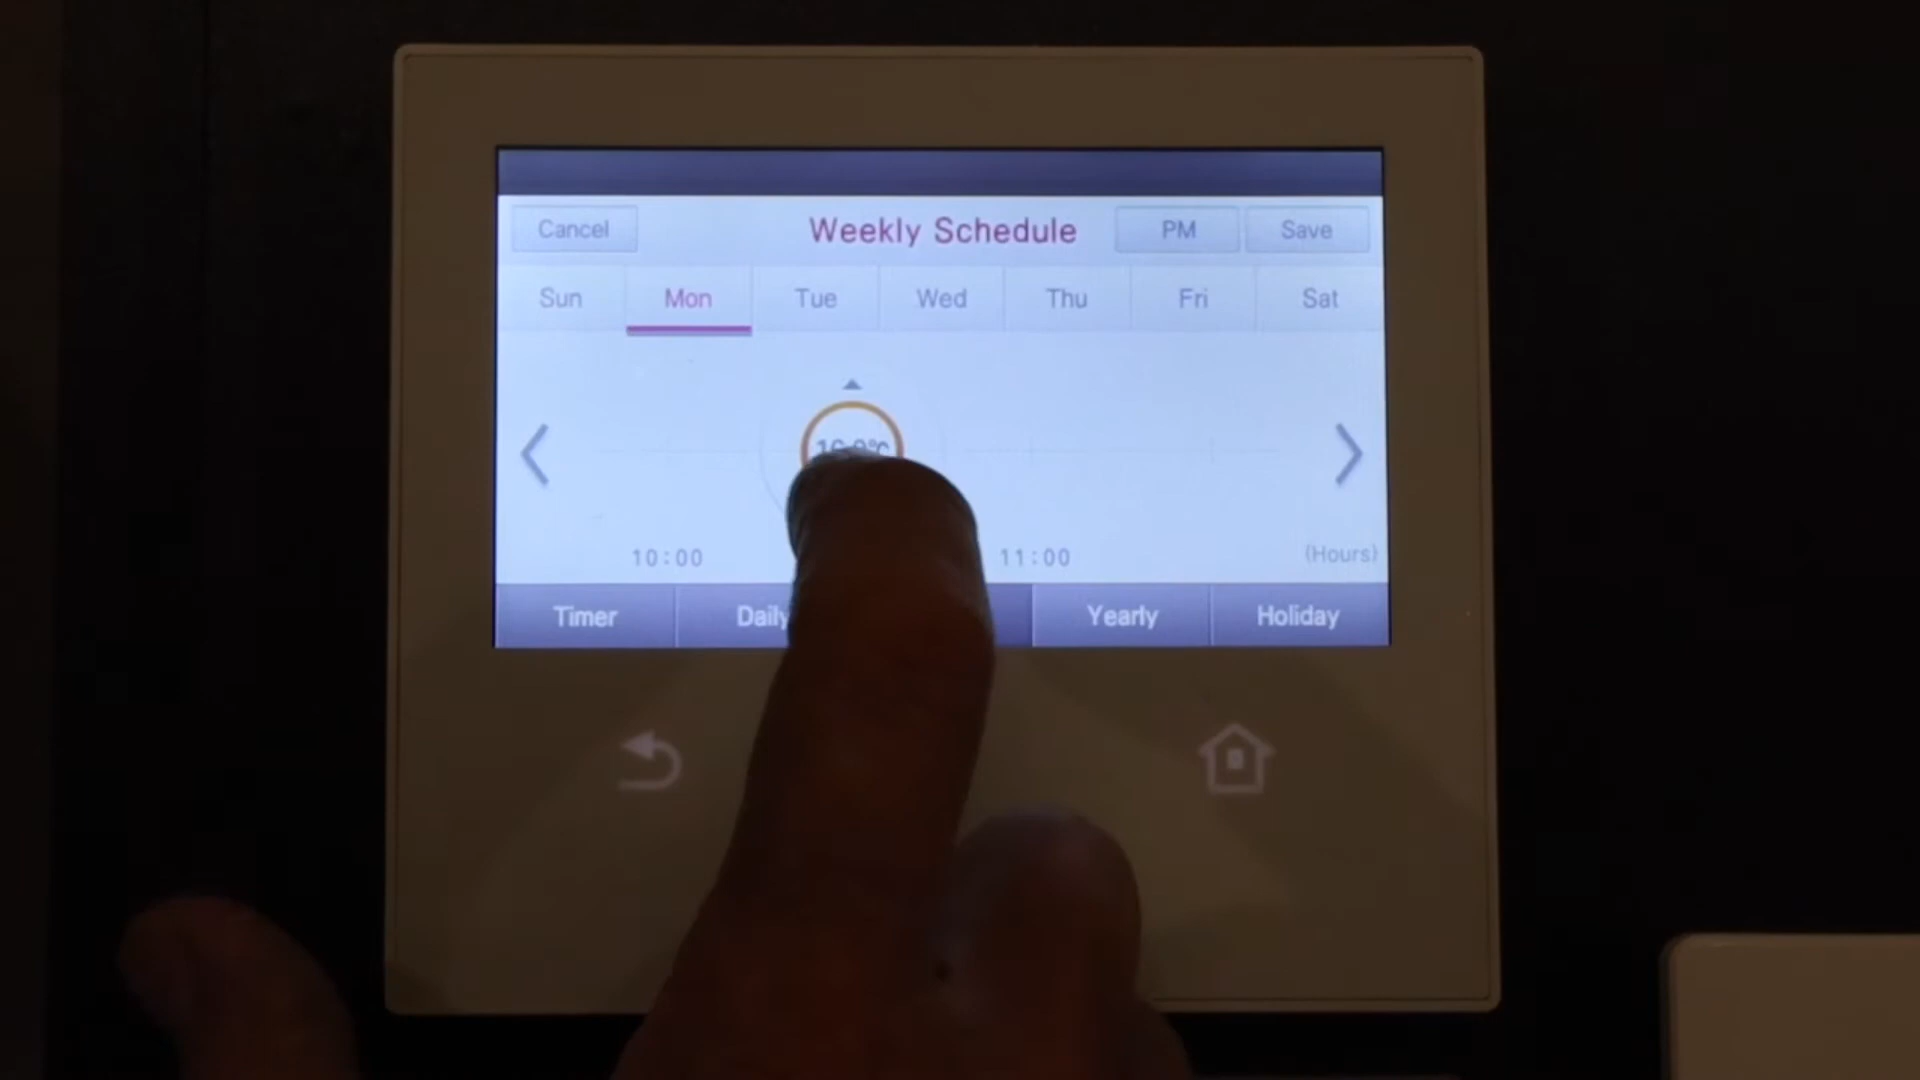 Cancel Weekly Schedule PM Save
Sun Mon Tue Wed Thu Fri Sat
10:00 11:00 (Hours)
Timer Daily Yearly Holiday